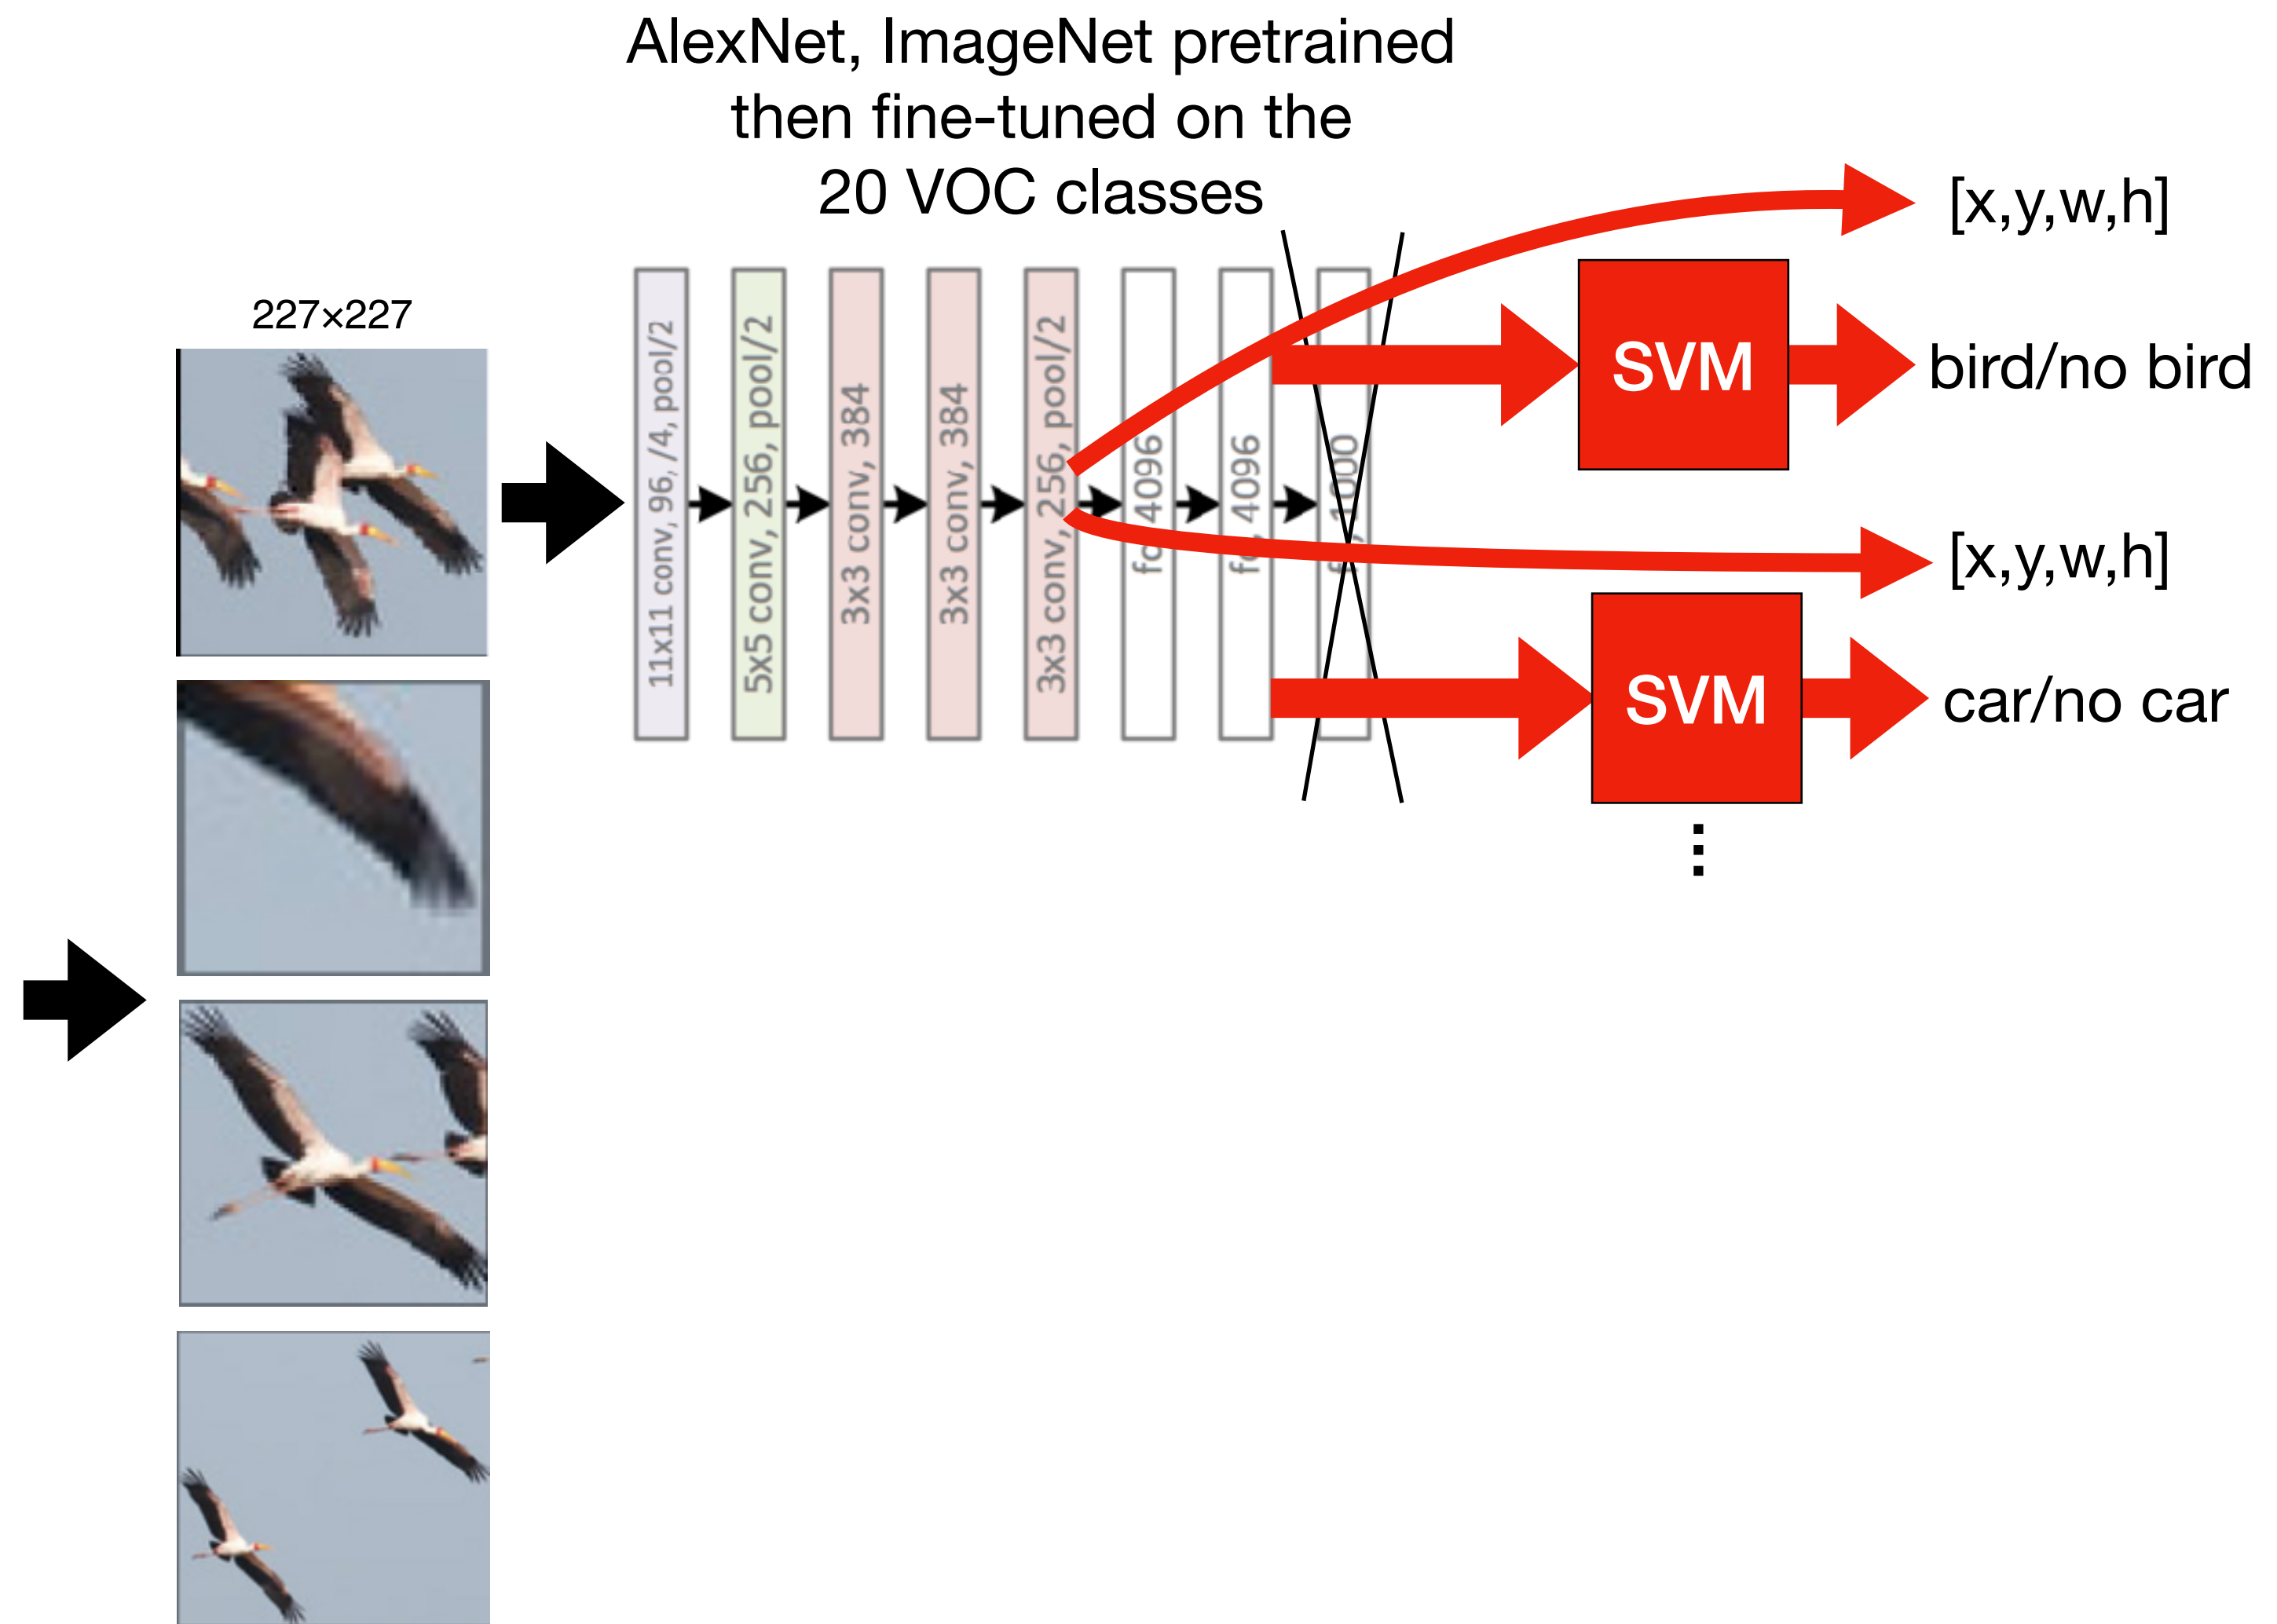 AlexNet, ImageNet pretrained
then fine-tuned on the
20 VOC classes
227×227
11x11 conv, 96, /4, pool/2
5x5 conv, 256, pool/2
3x3 conv, 384
3x3 conv, 384
3x3 conv, 256, pool/2
4096
4096
[x,y,w,h]
SVM
bird/no bird
[x,y,w,h]
SVM
car/no car
⋮